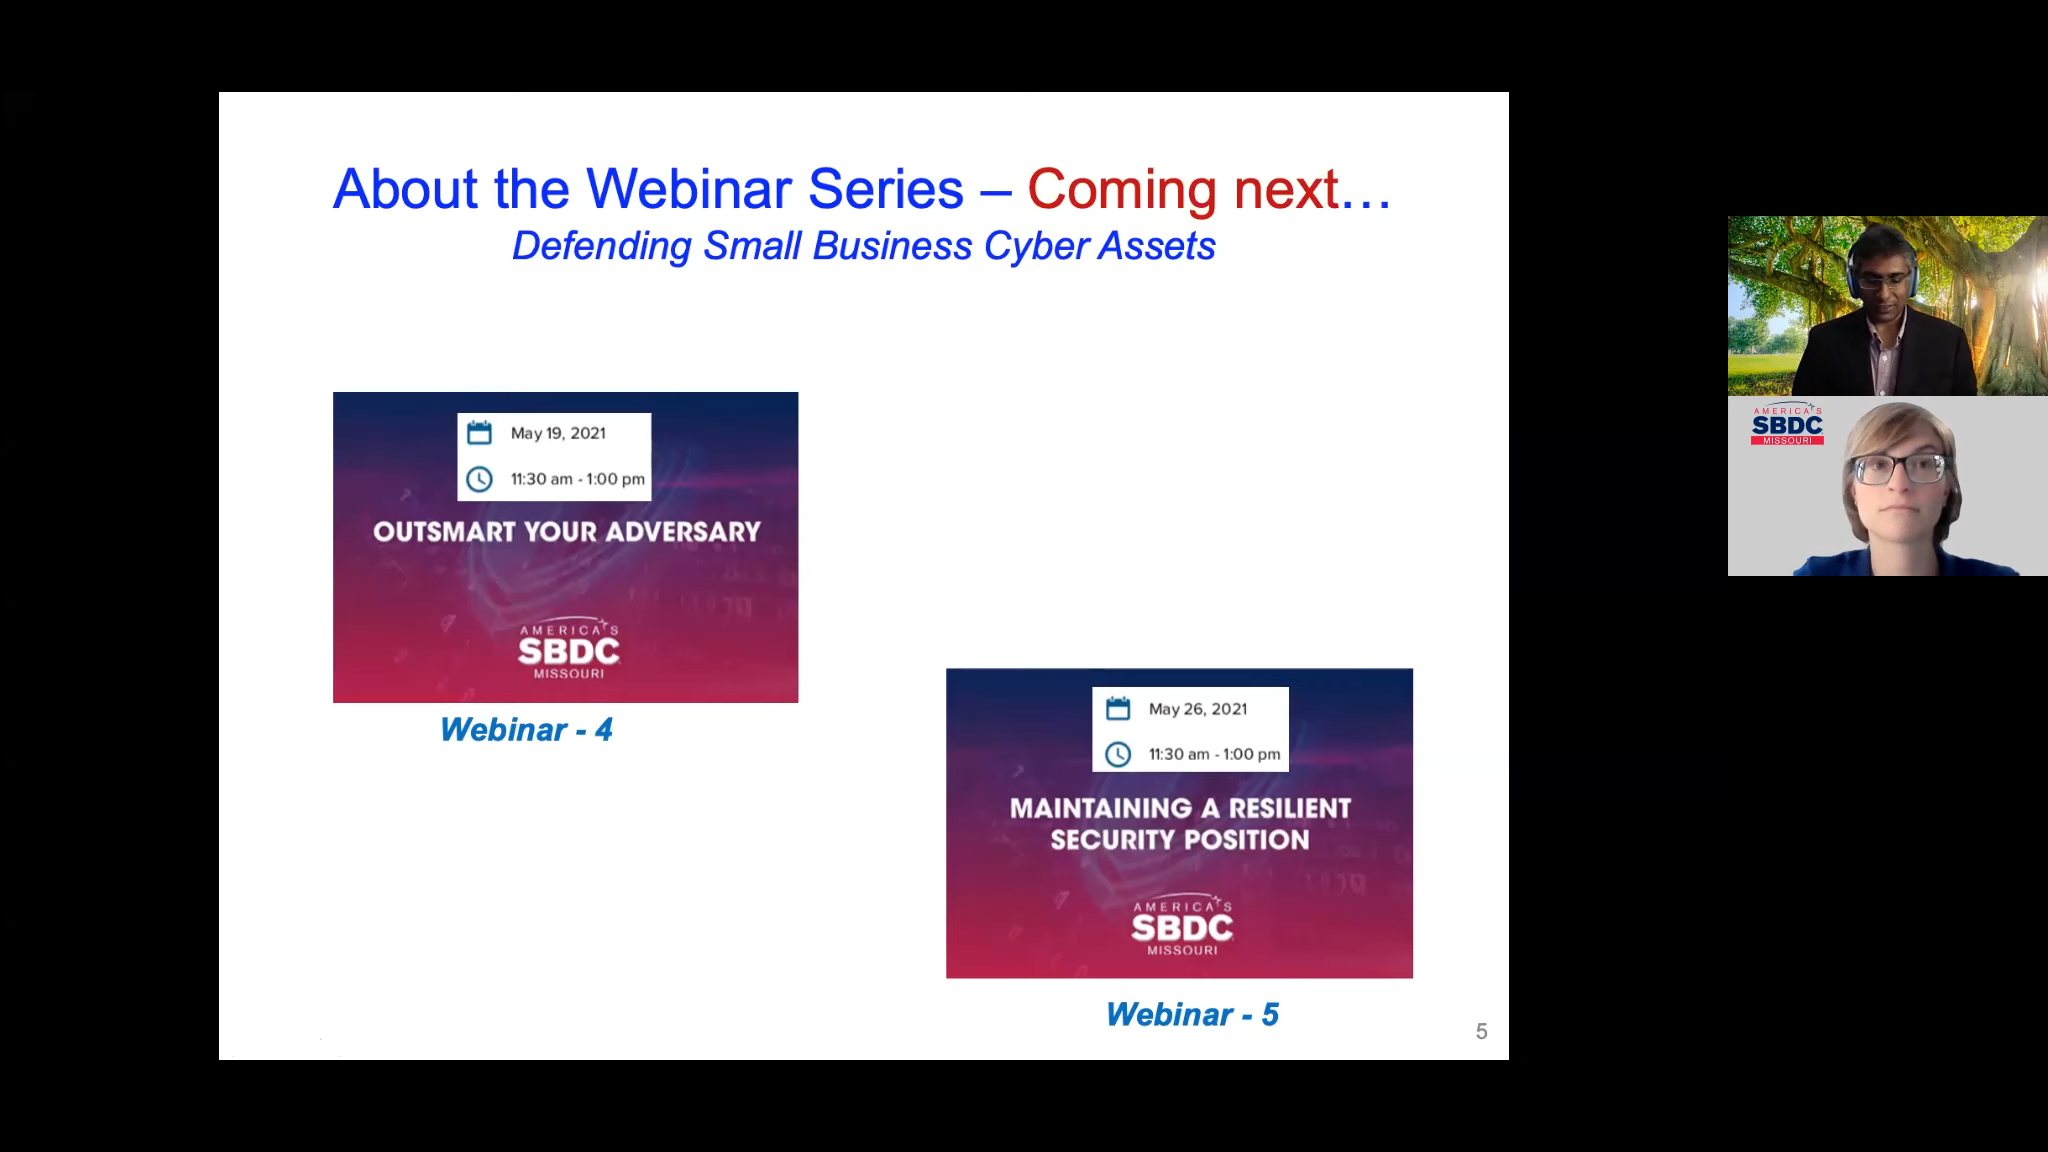 About the Webinar Series – Coming next…
Defending Small Business Cyber Assets
May 19, 2021
11:30 am - 1:00 pm
OUTSMART YOUR ADVERSARY
AMERICA'S
SBDC
MISSOURI
Webinar - 4
May 26, 2021
11:30 am - 1:00 pm
MAINTAINING A RESILIENT
SECURITY POSITION
AMERICA'S
SBDC
MISSOURI
Webinar - 5
5
AMERICA'S
SBDC
MISSOURI